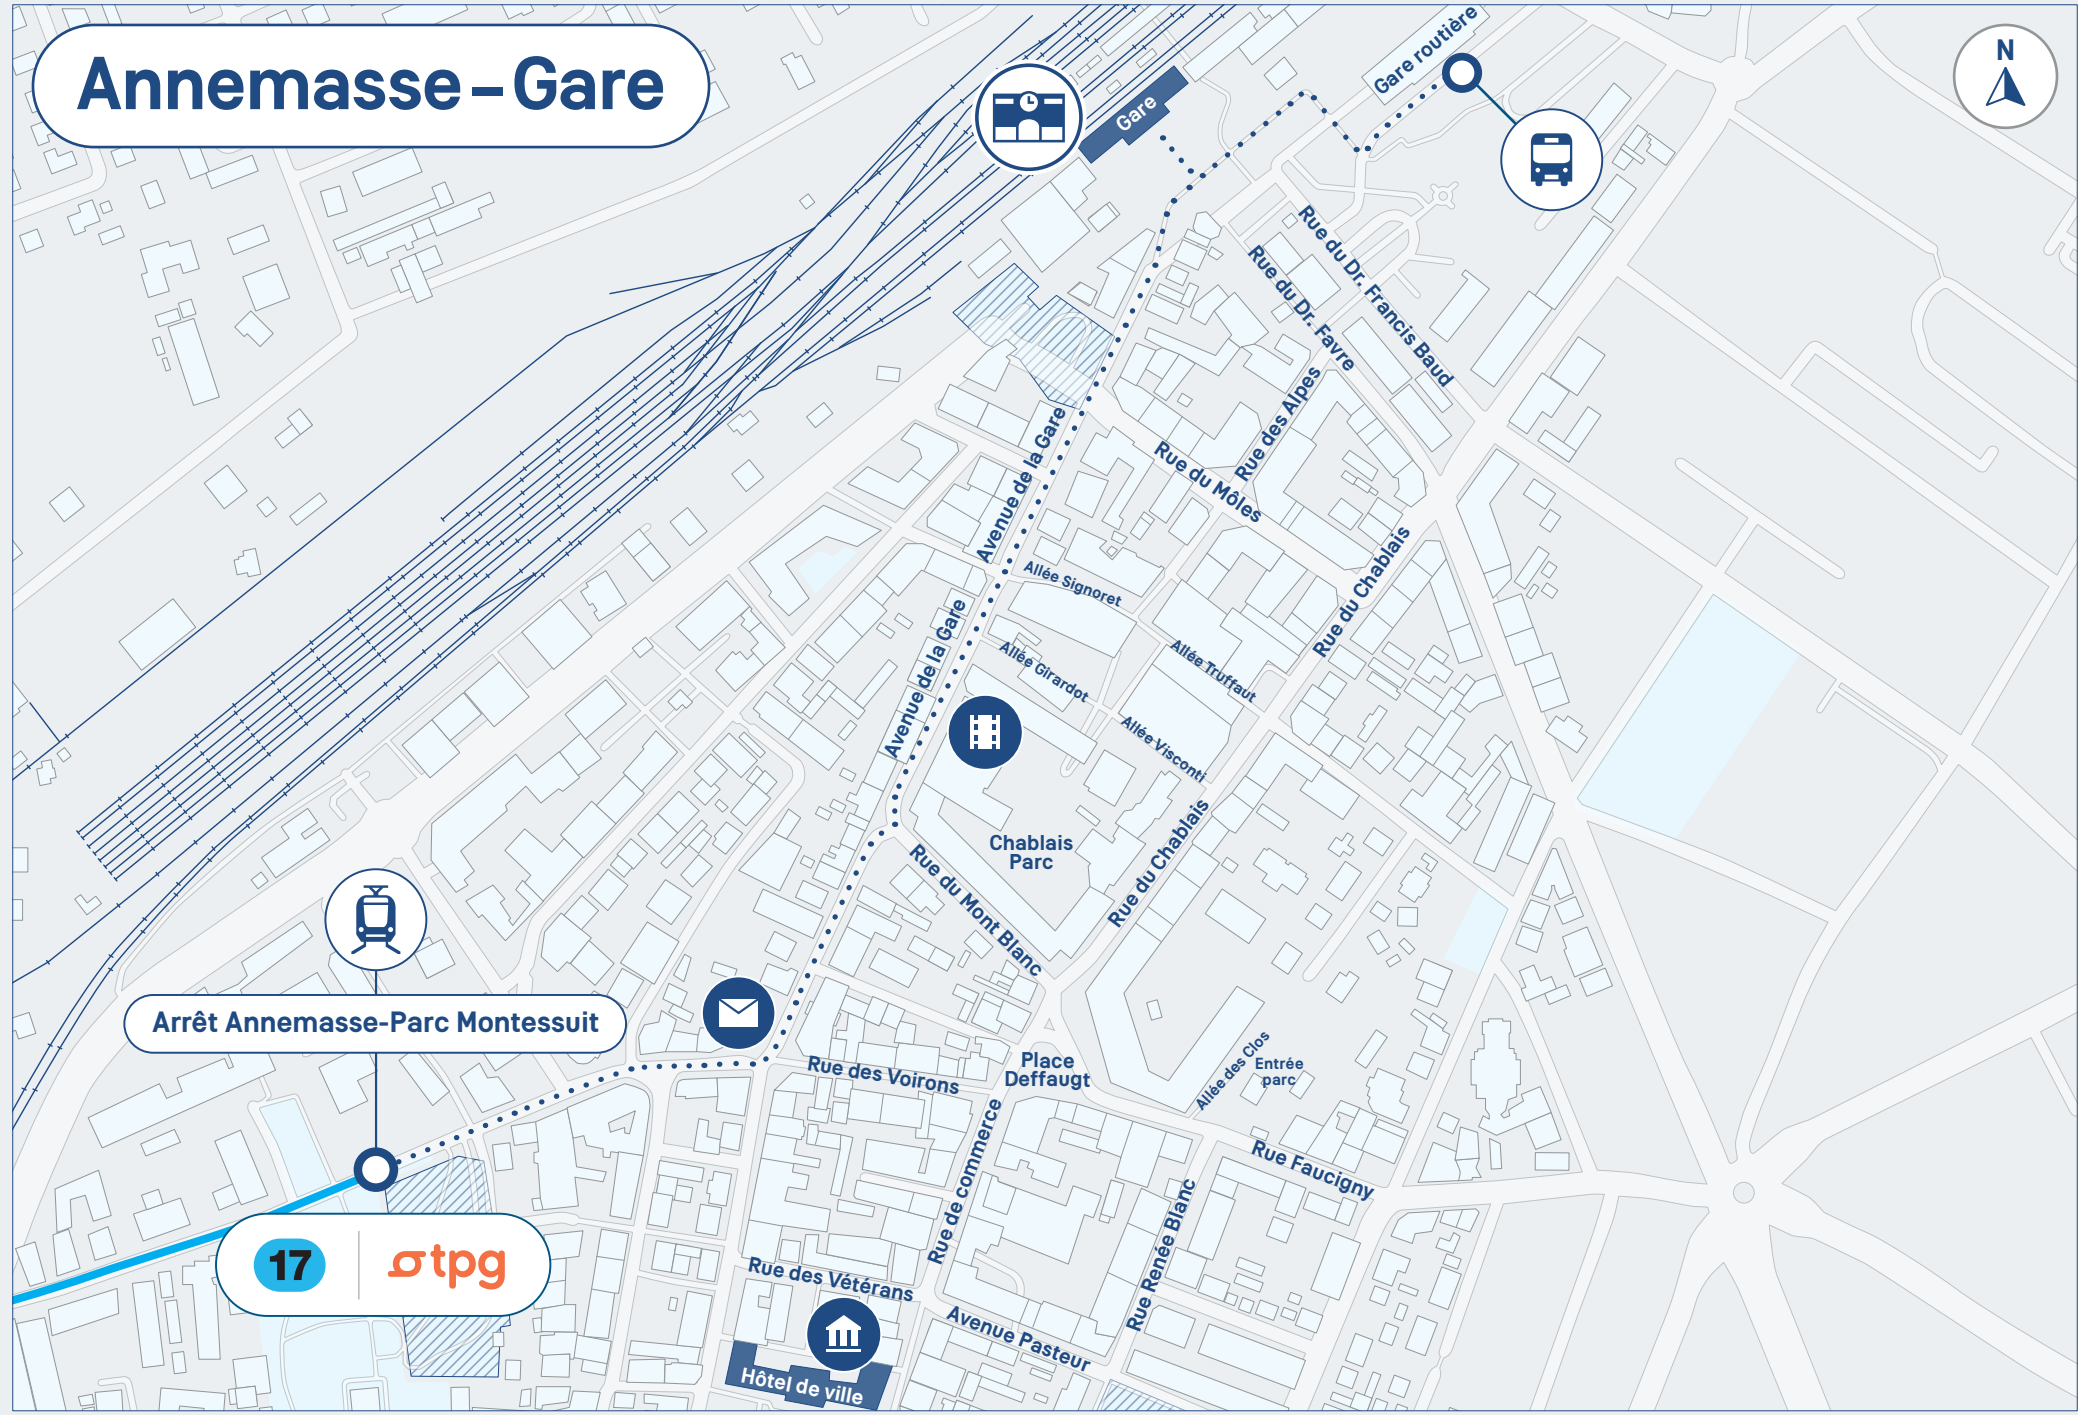 Annemasse – Gare
Gare routière
N
Gare
Rue du Dr. Francis Baud
Rue du Dr. Favre
Rue des Alpes
Avenue de la Gare
Rue du Môles
Rue du Chablais
Allée Signoret
Avenue de la Gare
Allée Girardot
Allée Truffaut
Allée Visconti
Chablais
Parc
Rue du Chablais
Rue du Mont Blanc
Arrêt Annemasse-Parc Montessuit
Place
Deffaugt
Rue des Voirons
Allée des Clos
Entrée
parc
Rue de commerce
Rue Faucigny
Rue Renée Blanc
17
tpg
Rue des Vétérans
Avenue Pasteur
Hôtel de ville